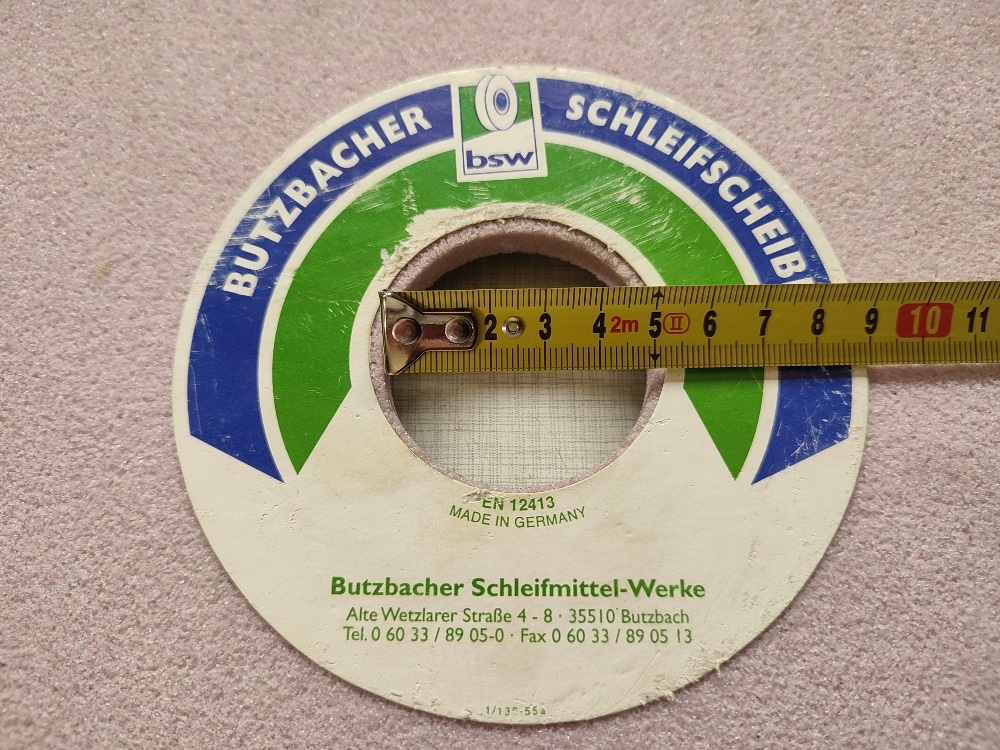 BUTZBACHER SCHLEIFSCHEIB
bsw
2 3 4 2m 5 II 6 7 8 9 10 11
EN 12413
MADE IN GERMANY
Butzbacher Schleifmittel-Werke
Alte Wetzlarer Straße 4 - 8 · 35510 Butzbach
Tel. 0 60 33 / 89 05-0 · Fax 0 60 33 / 89 05 13